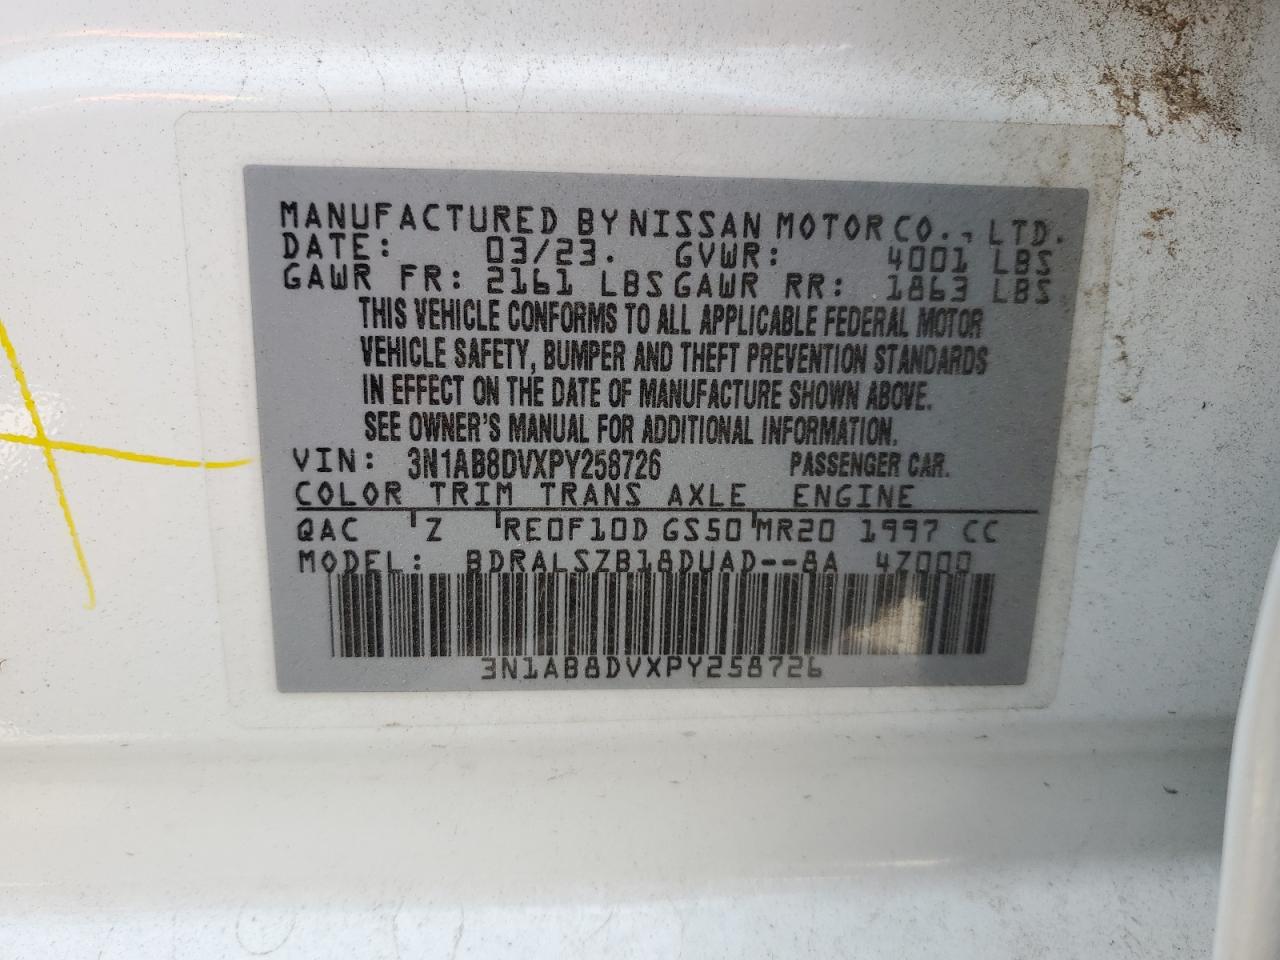 MANUFACTURED BY NISSAN MOTOR CO., LTD.
DATE: 03/23. GVWR: 4001 LBS
GAWR FR: 2161 LBS GAWR RR: 1863 LBS
THIS VEHICLE CONFORMS TO ALL APPLICABLE FEDERAL MOTOR
VEHICLE SAFETY, BUMPER AND THEFT PREVENTION STANDARDS
IN EFFECT ON THE DATE OF MANUFACTURE SHOWN ABOVE.
SEE OWNER'S MANUAL FOR ADDITIONAL INFORMATION.
VIN: 3N1AB8DVXPY258726 PASSENGER CAR.
COLOR TRIM TRANS AXLE ENGINE
QAC Z RE0F10D GS50 MR20 1997 CC
MODEL: BDRALSZB18DUAD--8A 4Z000
3N1AB8DVXPY258726